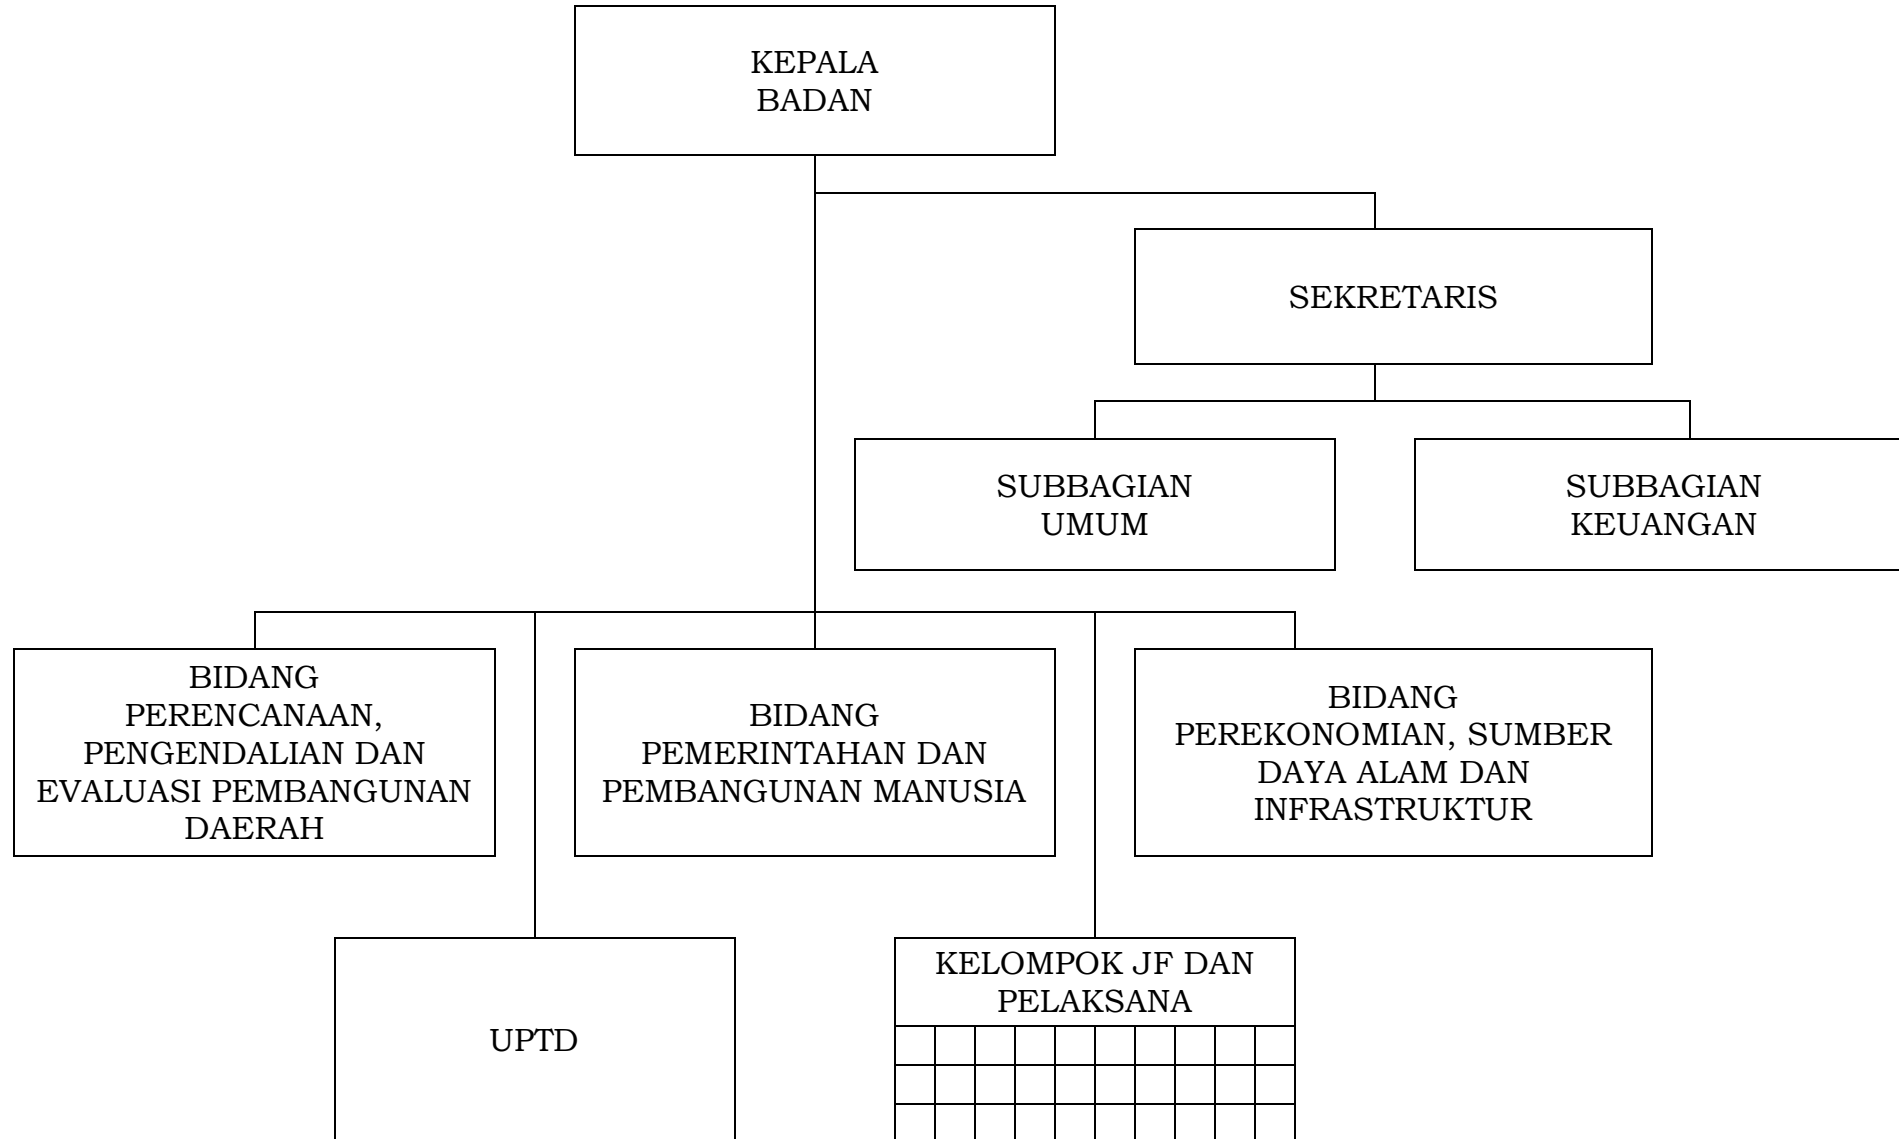 KEPALA
BADAN
SEKRETARIS
SUBBAGIAN
UMUM
SUBBAGIAN
KEUANGAN
BIDANG
PERENCANAAN,
PENGENDALIAN DAN
EVALUASI PEMBANGUNAN
DAERAH
BIDANG
PEMERINTAHAN DAN
PEMBANGUNAN MANUSIA
BIDANG
PEREKONOMIAN, SUMBER
DAYA ALAM DAN
INFRASTRUKTUR
UPTD
KELOMPOK JF DAN
PELAKSANA